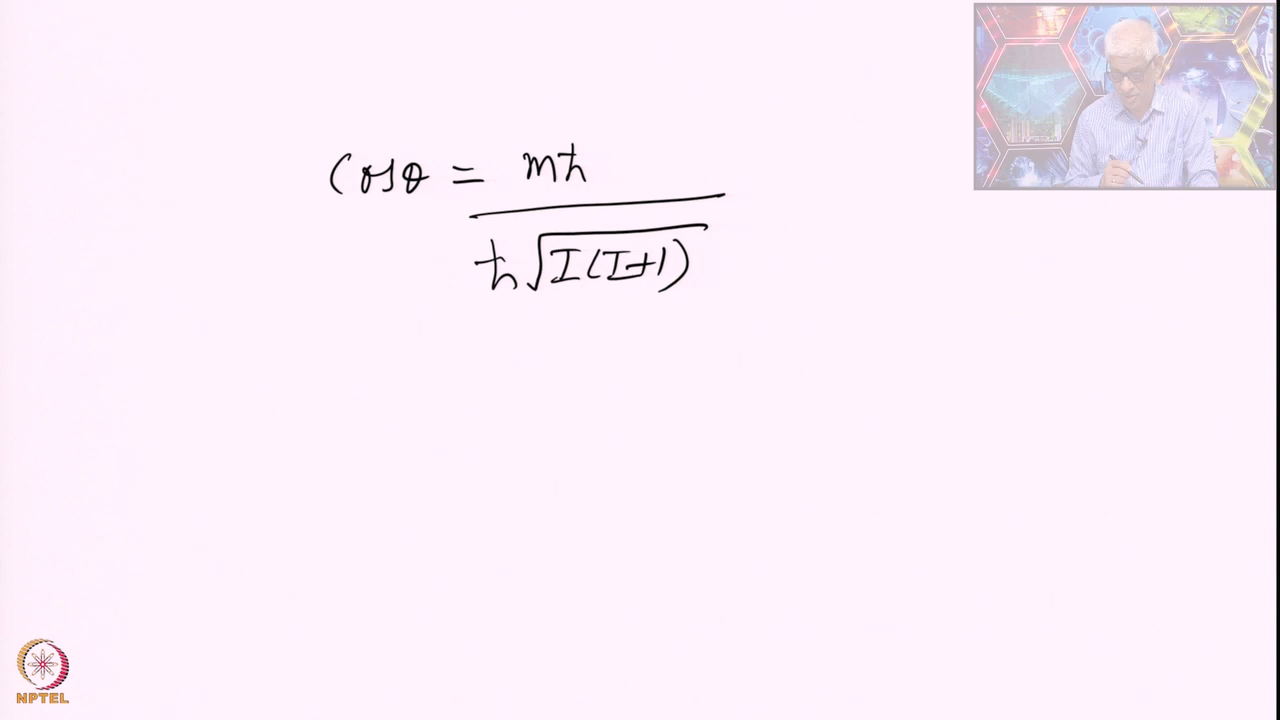 cosθ = mħ
ħ√I(I+1)
NPTEL